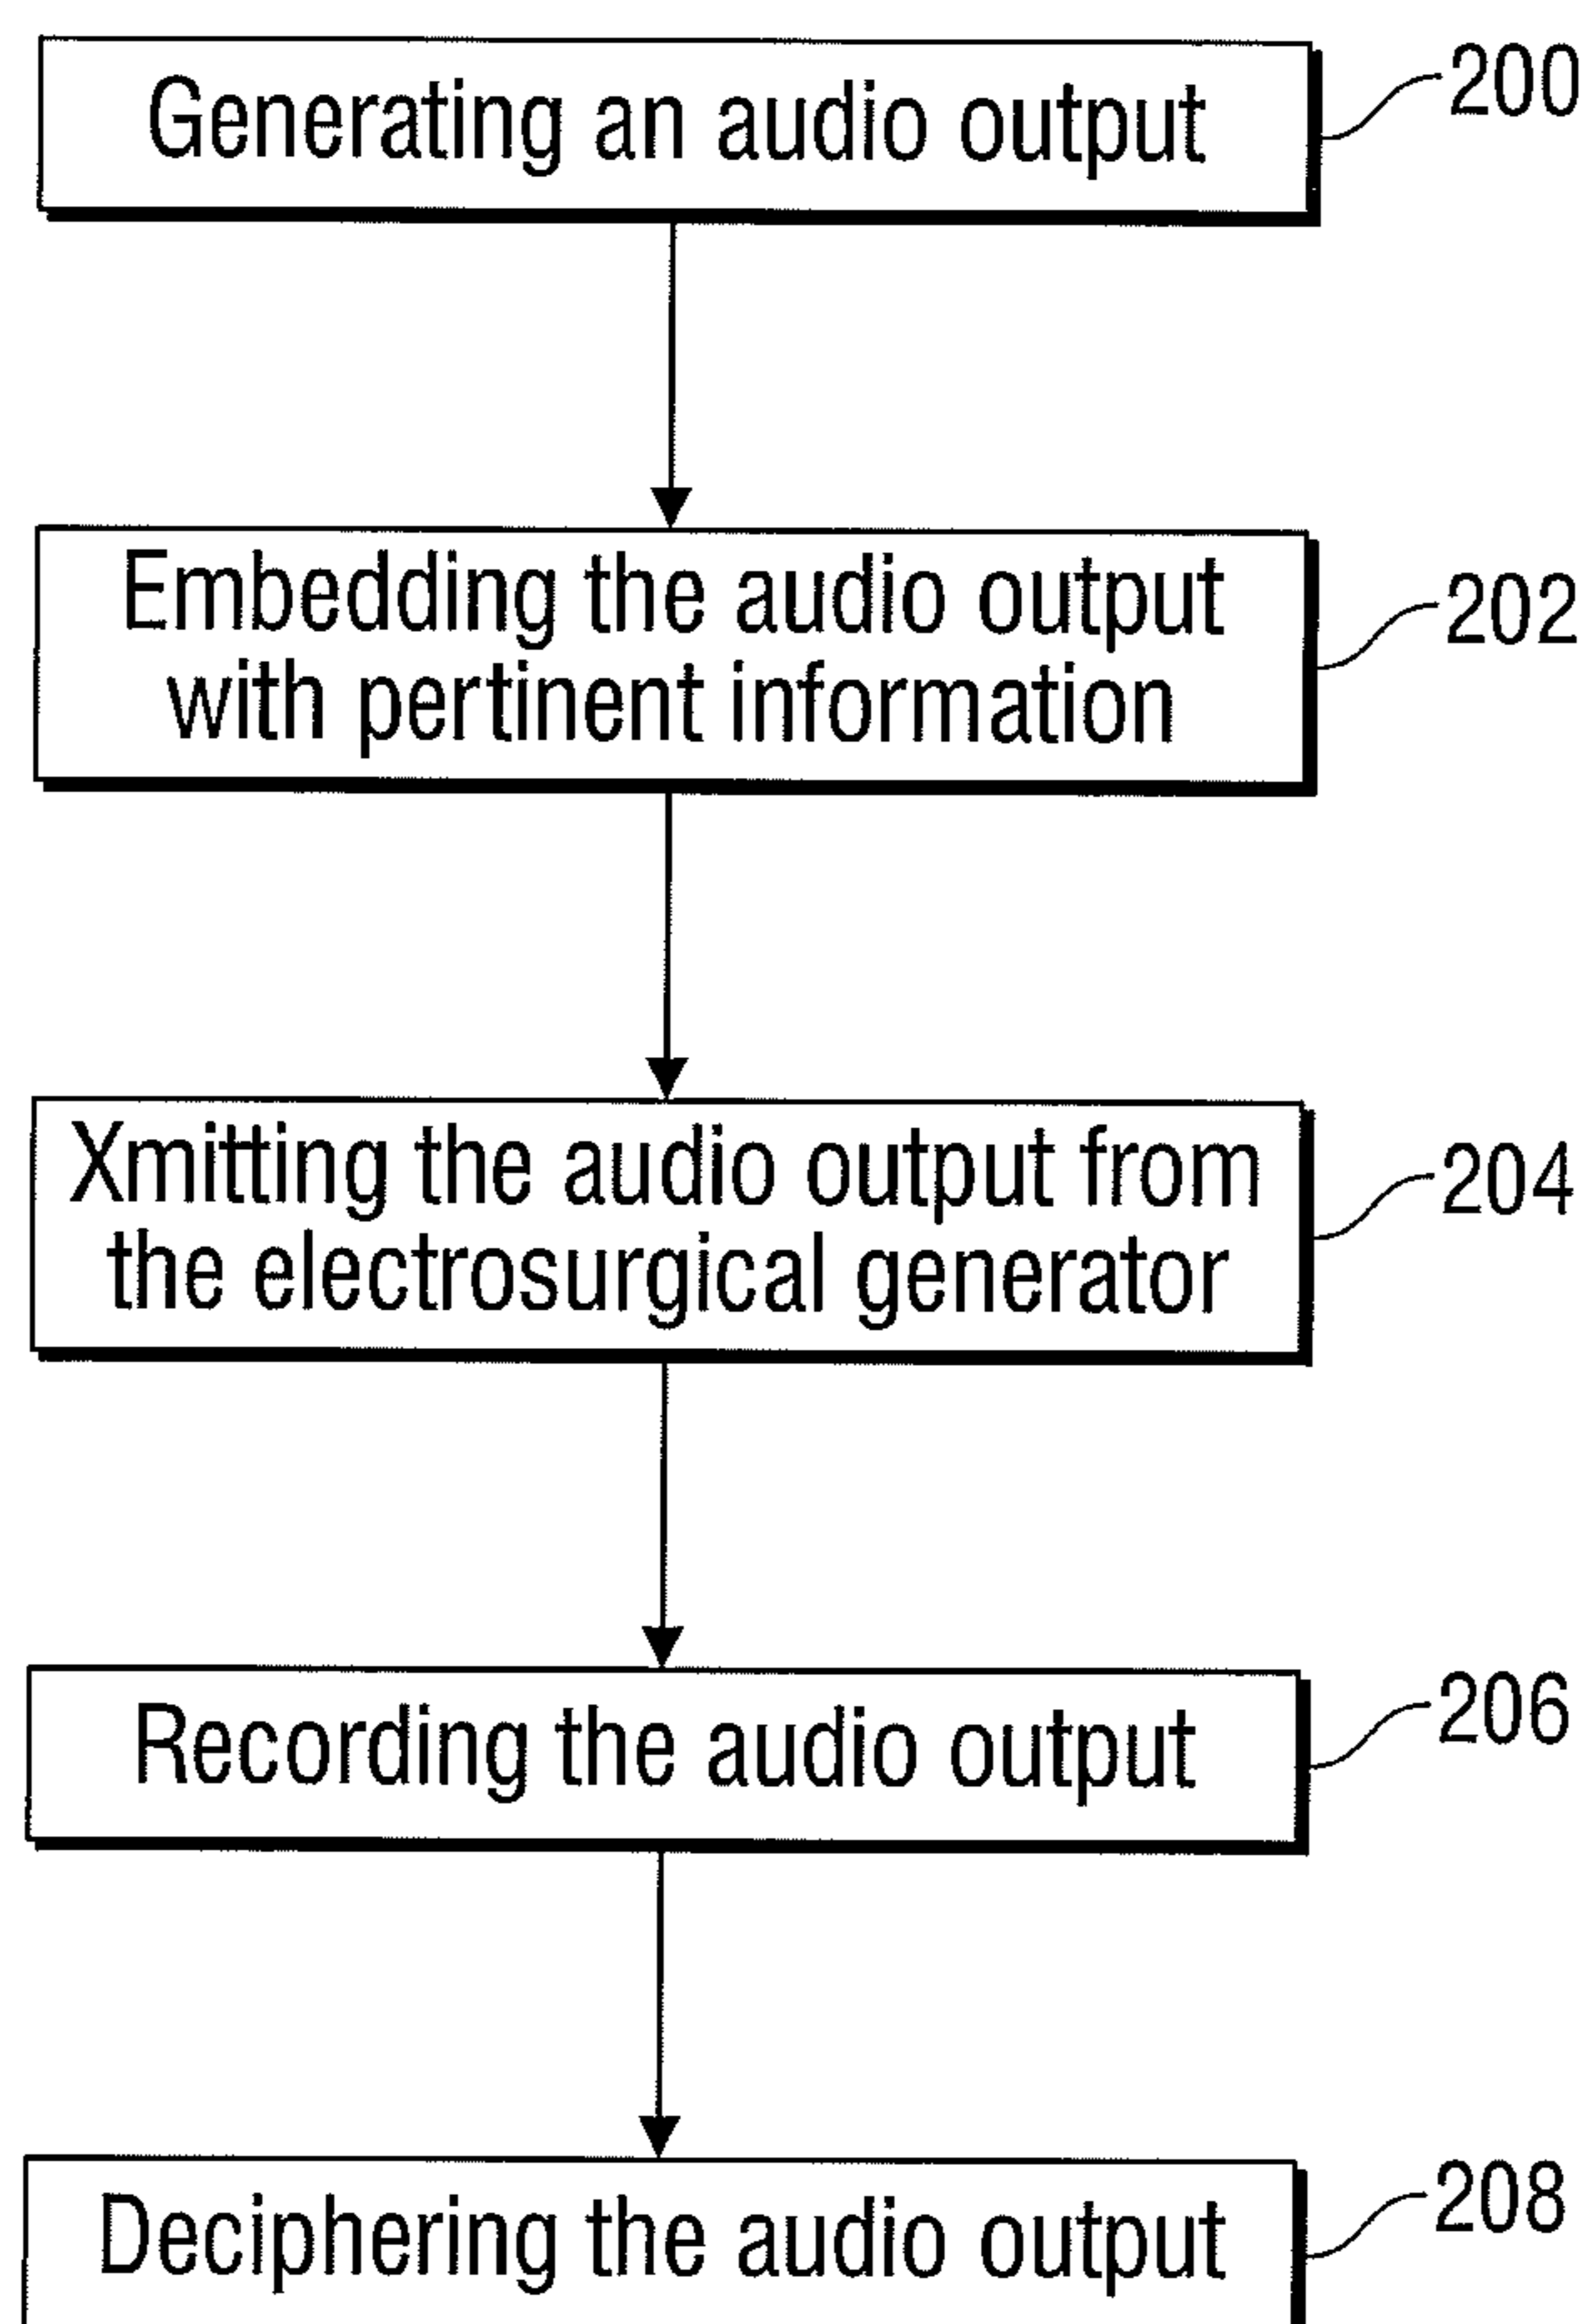 Generating an audio output
200
Embedding the audio output
with pertinent information
202
Xmitting the audio output from
the electrosurgical generator
204
Recording the audio output
206
Deciphering the audio output
208